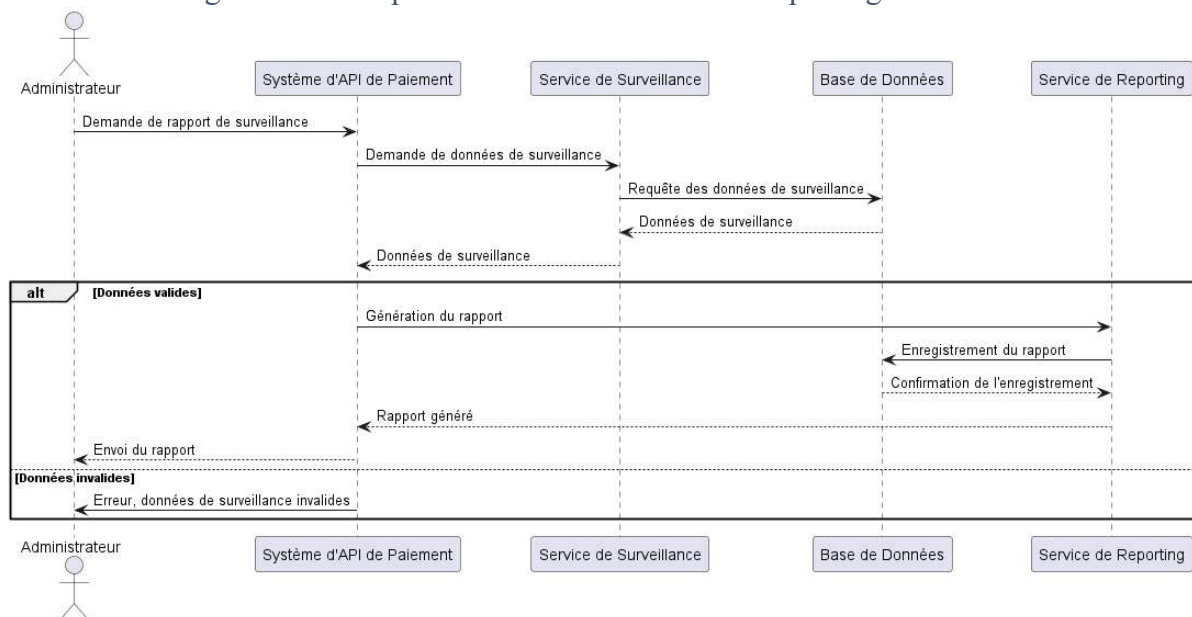 Administrateur
Système d'API de Paiement
Service de Surveillance
Base de Données
Service de Reporting
Demande de rapport de surveillance
Demande de données de surveillance
Requête des données de surveillance
Données de surveillance
Données de surveillance
alt
[Données valides]
Génération du rapport
Enregistrement du rapport
Confirmation de l'enregistrement
Rapport généré
Envoi du rapport
[Données invalides]
Erreur, données de surveillance invalides
Administrateur
Système d'API de Paiement
Service de Surveillance
Base de Données
Service de Reporting